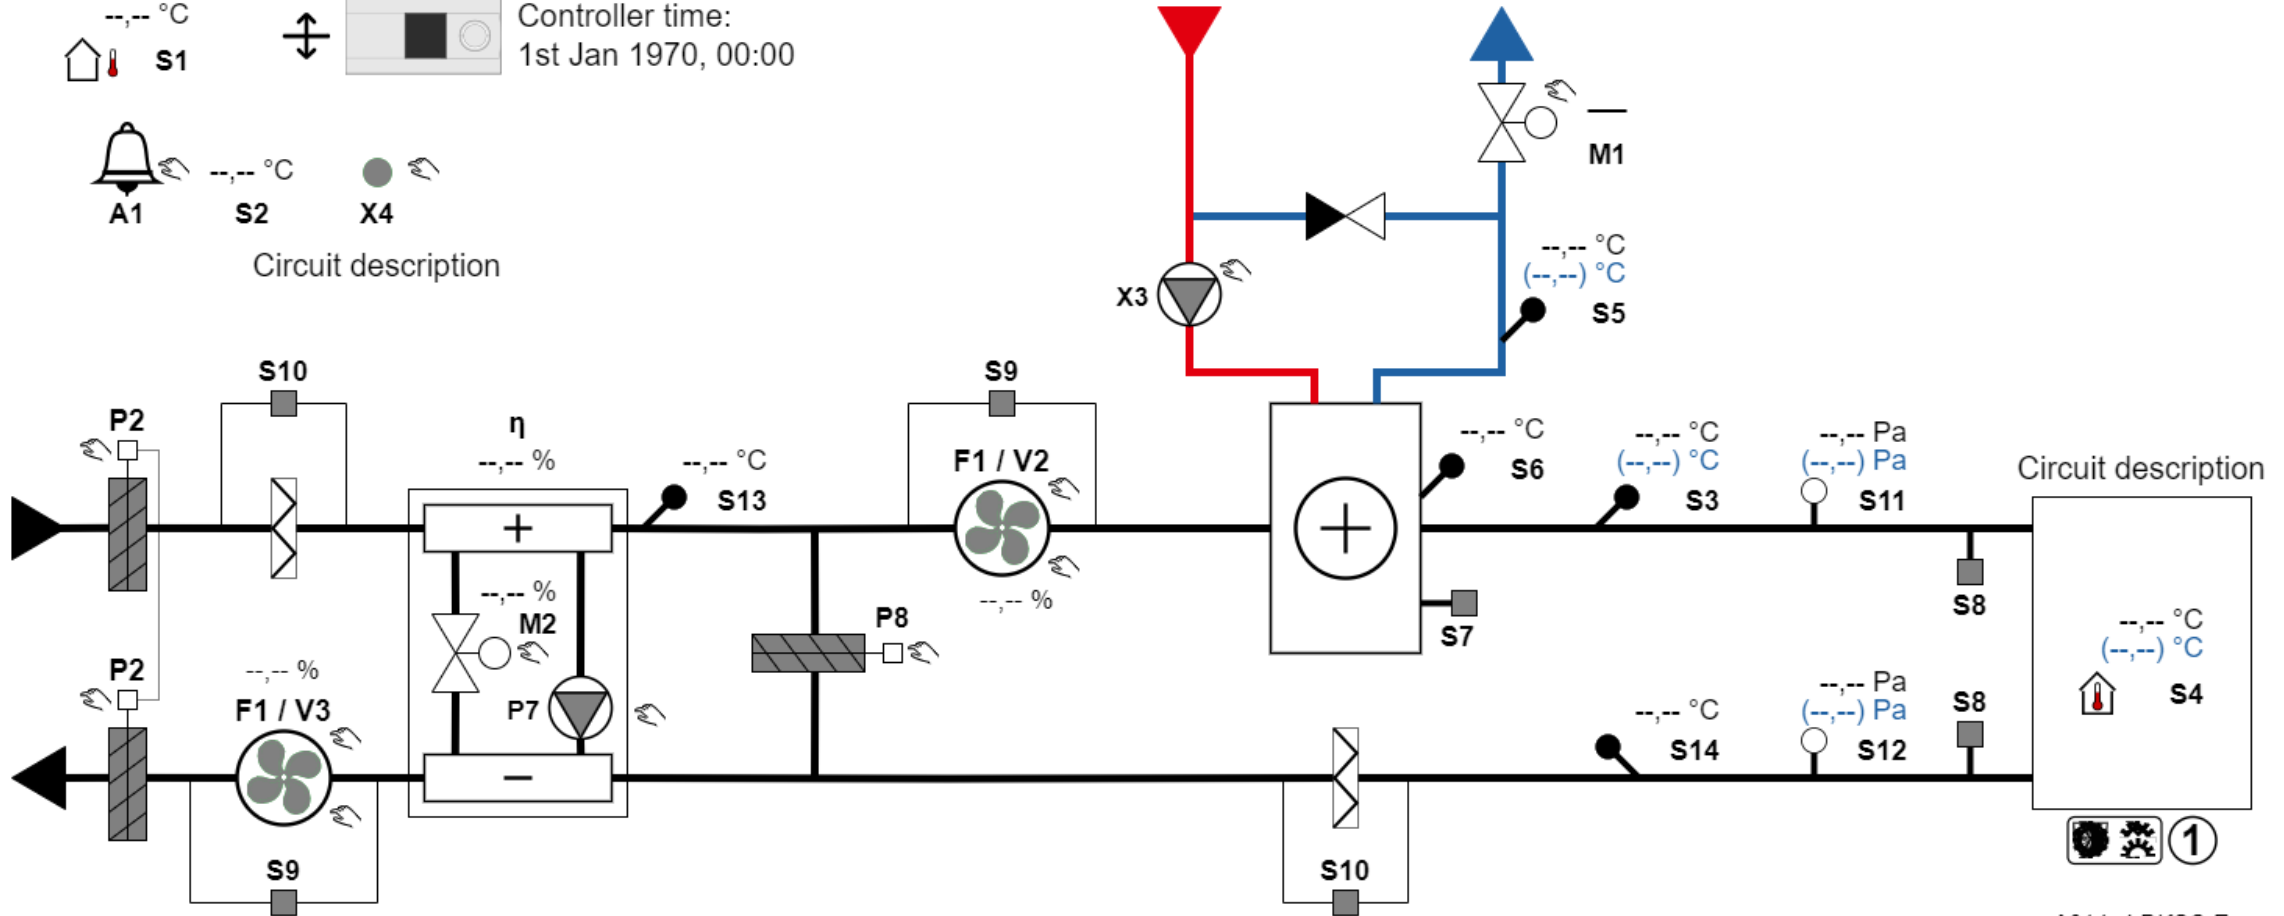 --,-- °C
S1
Controller time:
1st Jan 1970, 00:00
A1
--,-- °C
S2
X4
Circuit description
M1
--,-- °C
(--,--) °C
S5
X3
S10
P2
η
--,-- %
--,-- °C
S13
S9
F1 / V2
--,-- %
--,-- °C
S6
--,-- °C
(--,--) °C
S3
--,-- Pa
(--,--) Pa
S11
Circuit description
S8
S7
--,-- %
M2
P8
P7
P2
--,-- %
F1 / V3
S9
S10
--,-- °C
S14
--,-- Pa
(--,--) Pa
S12
S8
--,-- °C
(--,--) °C
S4
1